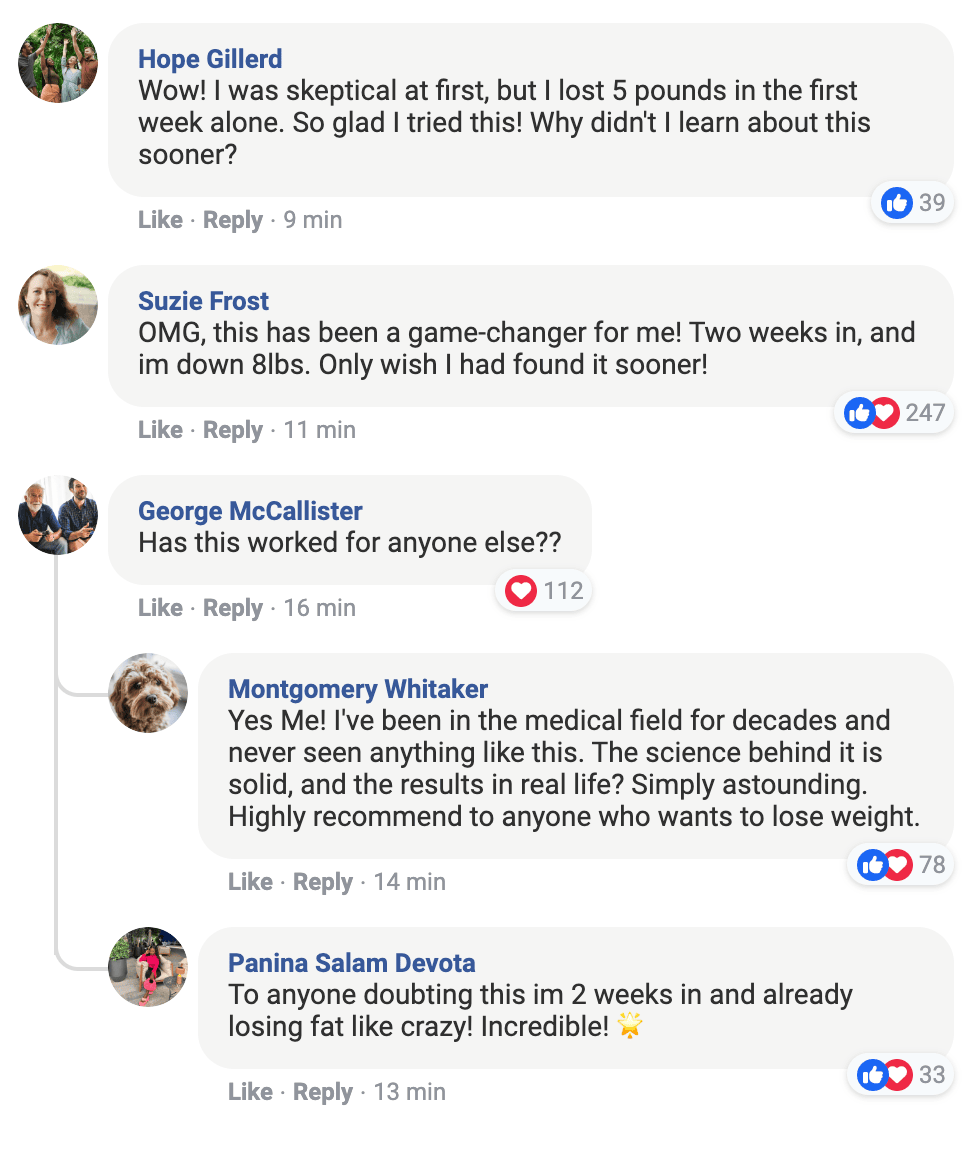 Hope Gillerd
Wow! I was skeptical at first, but I lost 5 pounds in the first
week alone. So glad I tried this! Why didn't I learn about this
sooner?
39
Like · Reply · 9 min
Suzie Frost
OMG, this has been a game-changer for me! Two weeks in, and
im down 8lbs. Only wish I had found it sooner!
247
Like · Reply · 11 min
George McCallister
Has this worked for anyone else??
112
Like · Reply · 16 min
Montgomery Whitaker
Yes Me! I've been in the medical field for decades and
never seen anything like this. The science behind it is
solid, and the results in real life? Simply astounding.
Highly recommend to anyone who wants to lose weight.
78
Like · Reply · 14 min
Panina Salam Devota
To anyone doubting this im 2 weeks in and already
losing fat like crazy! Incredible! 🌟
33
Like · Reply · 13 min